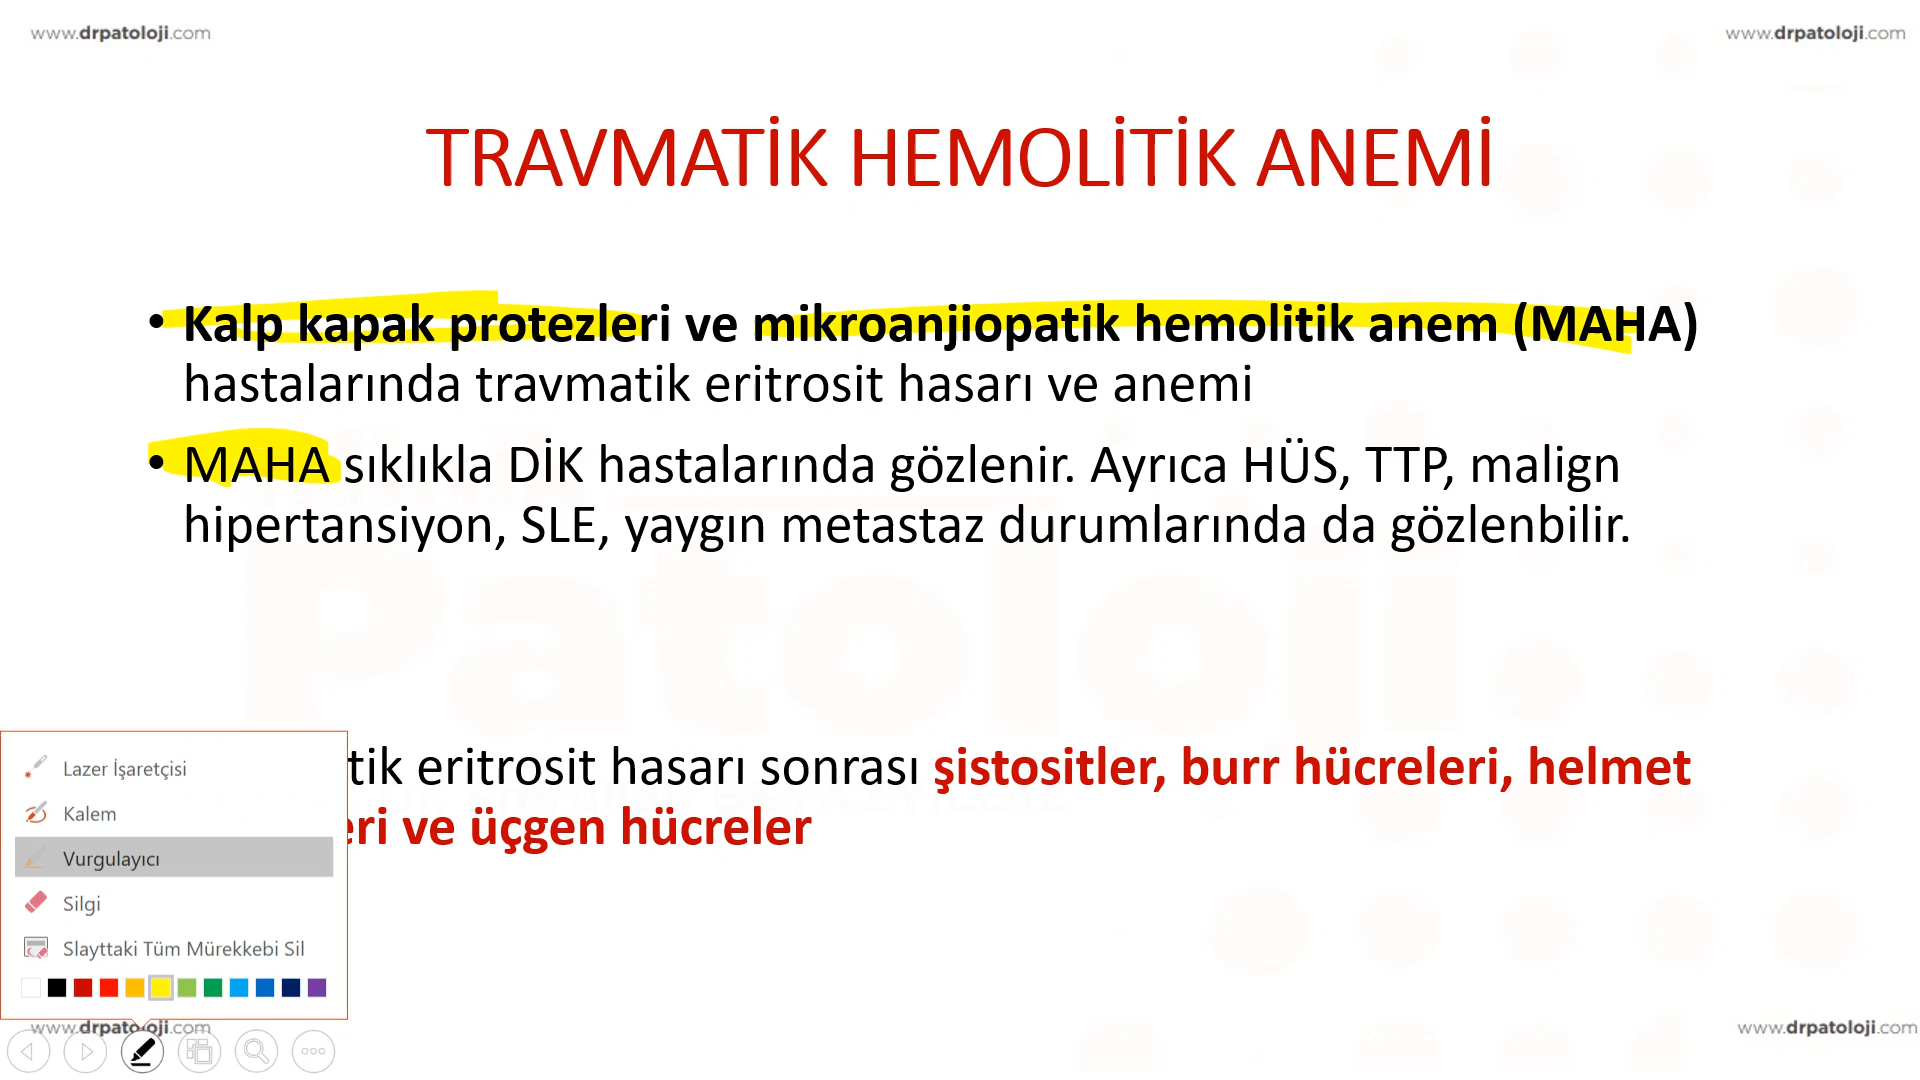 www.drpatoloji.com
www.drpatoloji.com
TRAVMATİK HEMOLİTİK ANEMİ
• Kalp kapak protezleri ve mikroanjiopatik hemolitik anem (MAHA)
hastalarında travmatik eritrosit hasarı ve anemi
• MAHA sıklıkla DİK hastalarında gözlenir. Ayrıca HÜS, TTP, malign
hipertansiyon, SLE, yaygın metastaz durumlarında da gözlenbilir.
Patoloji
tik eritrosit hasarı sonrası şistositler, burr hücreleri, helmet
eri ve üçgen hücreler
Lazer İşaretçisi
Kalem
Vurgulayıcı
Silgi
Slayttaki Tüm Mürekkebi Sil
www.drpatoloji.com
www.drpatoloji.com